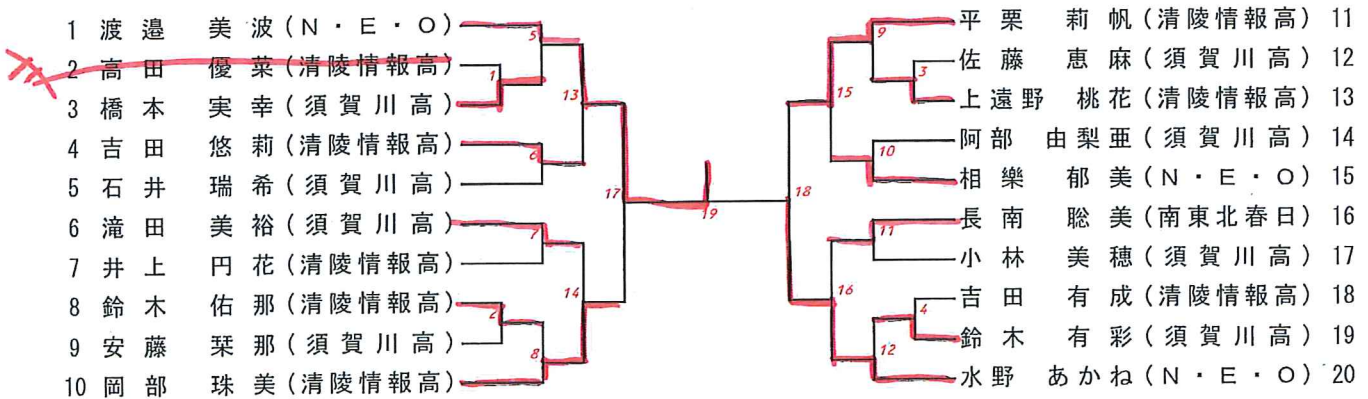 1 渡邉 美波(N・E・O)
2 高田 優菜(清陵情報高)
3 橋本 実幸(須賀川高)
4 吉田 悠莉(清陵情報高)
5 石井 瑞希(須賀川高)
6 滝田 美裕(須賀川高)
7 井上 円花(清陵情報高)
8 鈴木 佑那(清陵情報高)
9 安藤 栞那(須賀川高)
10 岡部 珠美(清陵情報高)
5
1
13
6
17
7
14
2
8
19
平栗 莉帆(清陵情報高) 11
佐藤 恵麻(須賀川高) 12
上遠野 桃花(清陵情報高) 13
阿部 由梨亜(須賀川高) 14
相樂 郁美(N・E・O) 15
長南 聡美(南東北春日) 16
小林 美穂(須賀川高) 17
吉田 有成(清陵情報高) 18
鈴木 有彩(須賀川高) 19
水野 あかね(N・E・O) 20
9
3
15
10
18
11
16
4
12